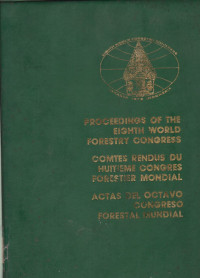 PROCEEDINGS OF THE
EIGHTH WORLD
FORESTRY CONGRESS
COMTES RENDUS DU
HUITIEME CONGRES
FORESTIER MONDIAL
ACTAS DEL OCTAVO
CONGRESO
FORESTAL MUNDIAL